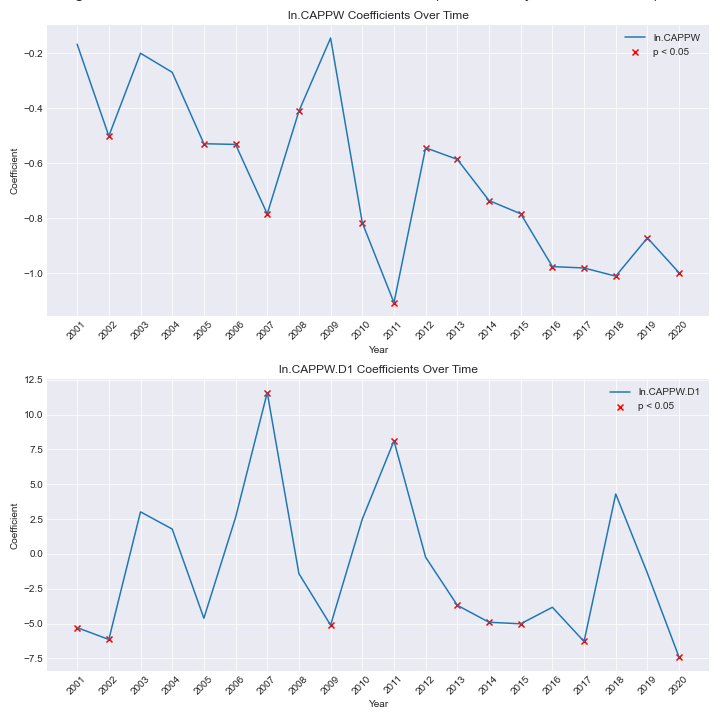 ln.CAPPW Coefficients Over Time
ln.CAPPW
p < 0.05
−0.2
−0.4
−0.6
−0.8
−1.0
Coefficient
2001 2002 2003 2004 2005 2006 2007 2008 2009 2010 2011 2012 2013 2014 2015 2016 2017 2018 2019 2020
Year
ln.CAPPW.D1 Coefficients Over Time
ln.CAPPW.D1
p < 0.05
12.5
10.0
7.5
5.0
2.5
0.0
−2.5
−5.0
−7.5
Coefficient
2001 2002 2003 2004 2005 2006 2007 2008 2009 2010 2011 2012 2013 2014 2015 2016 2017 2018 2019 2020
Year